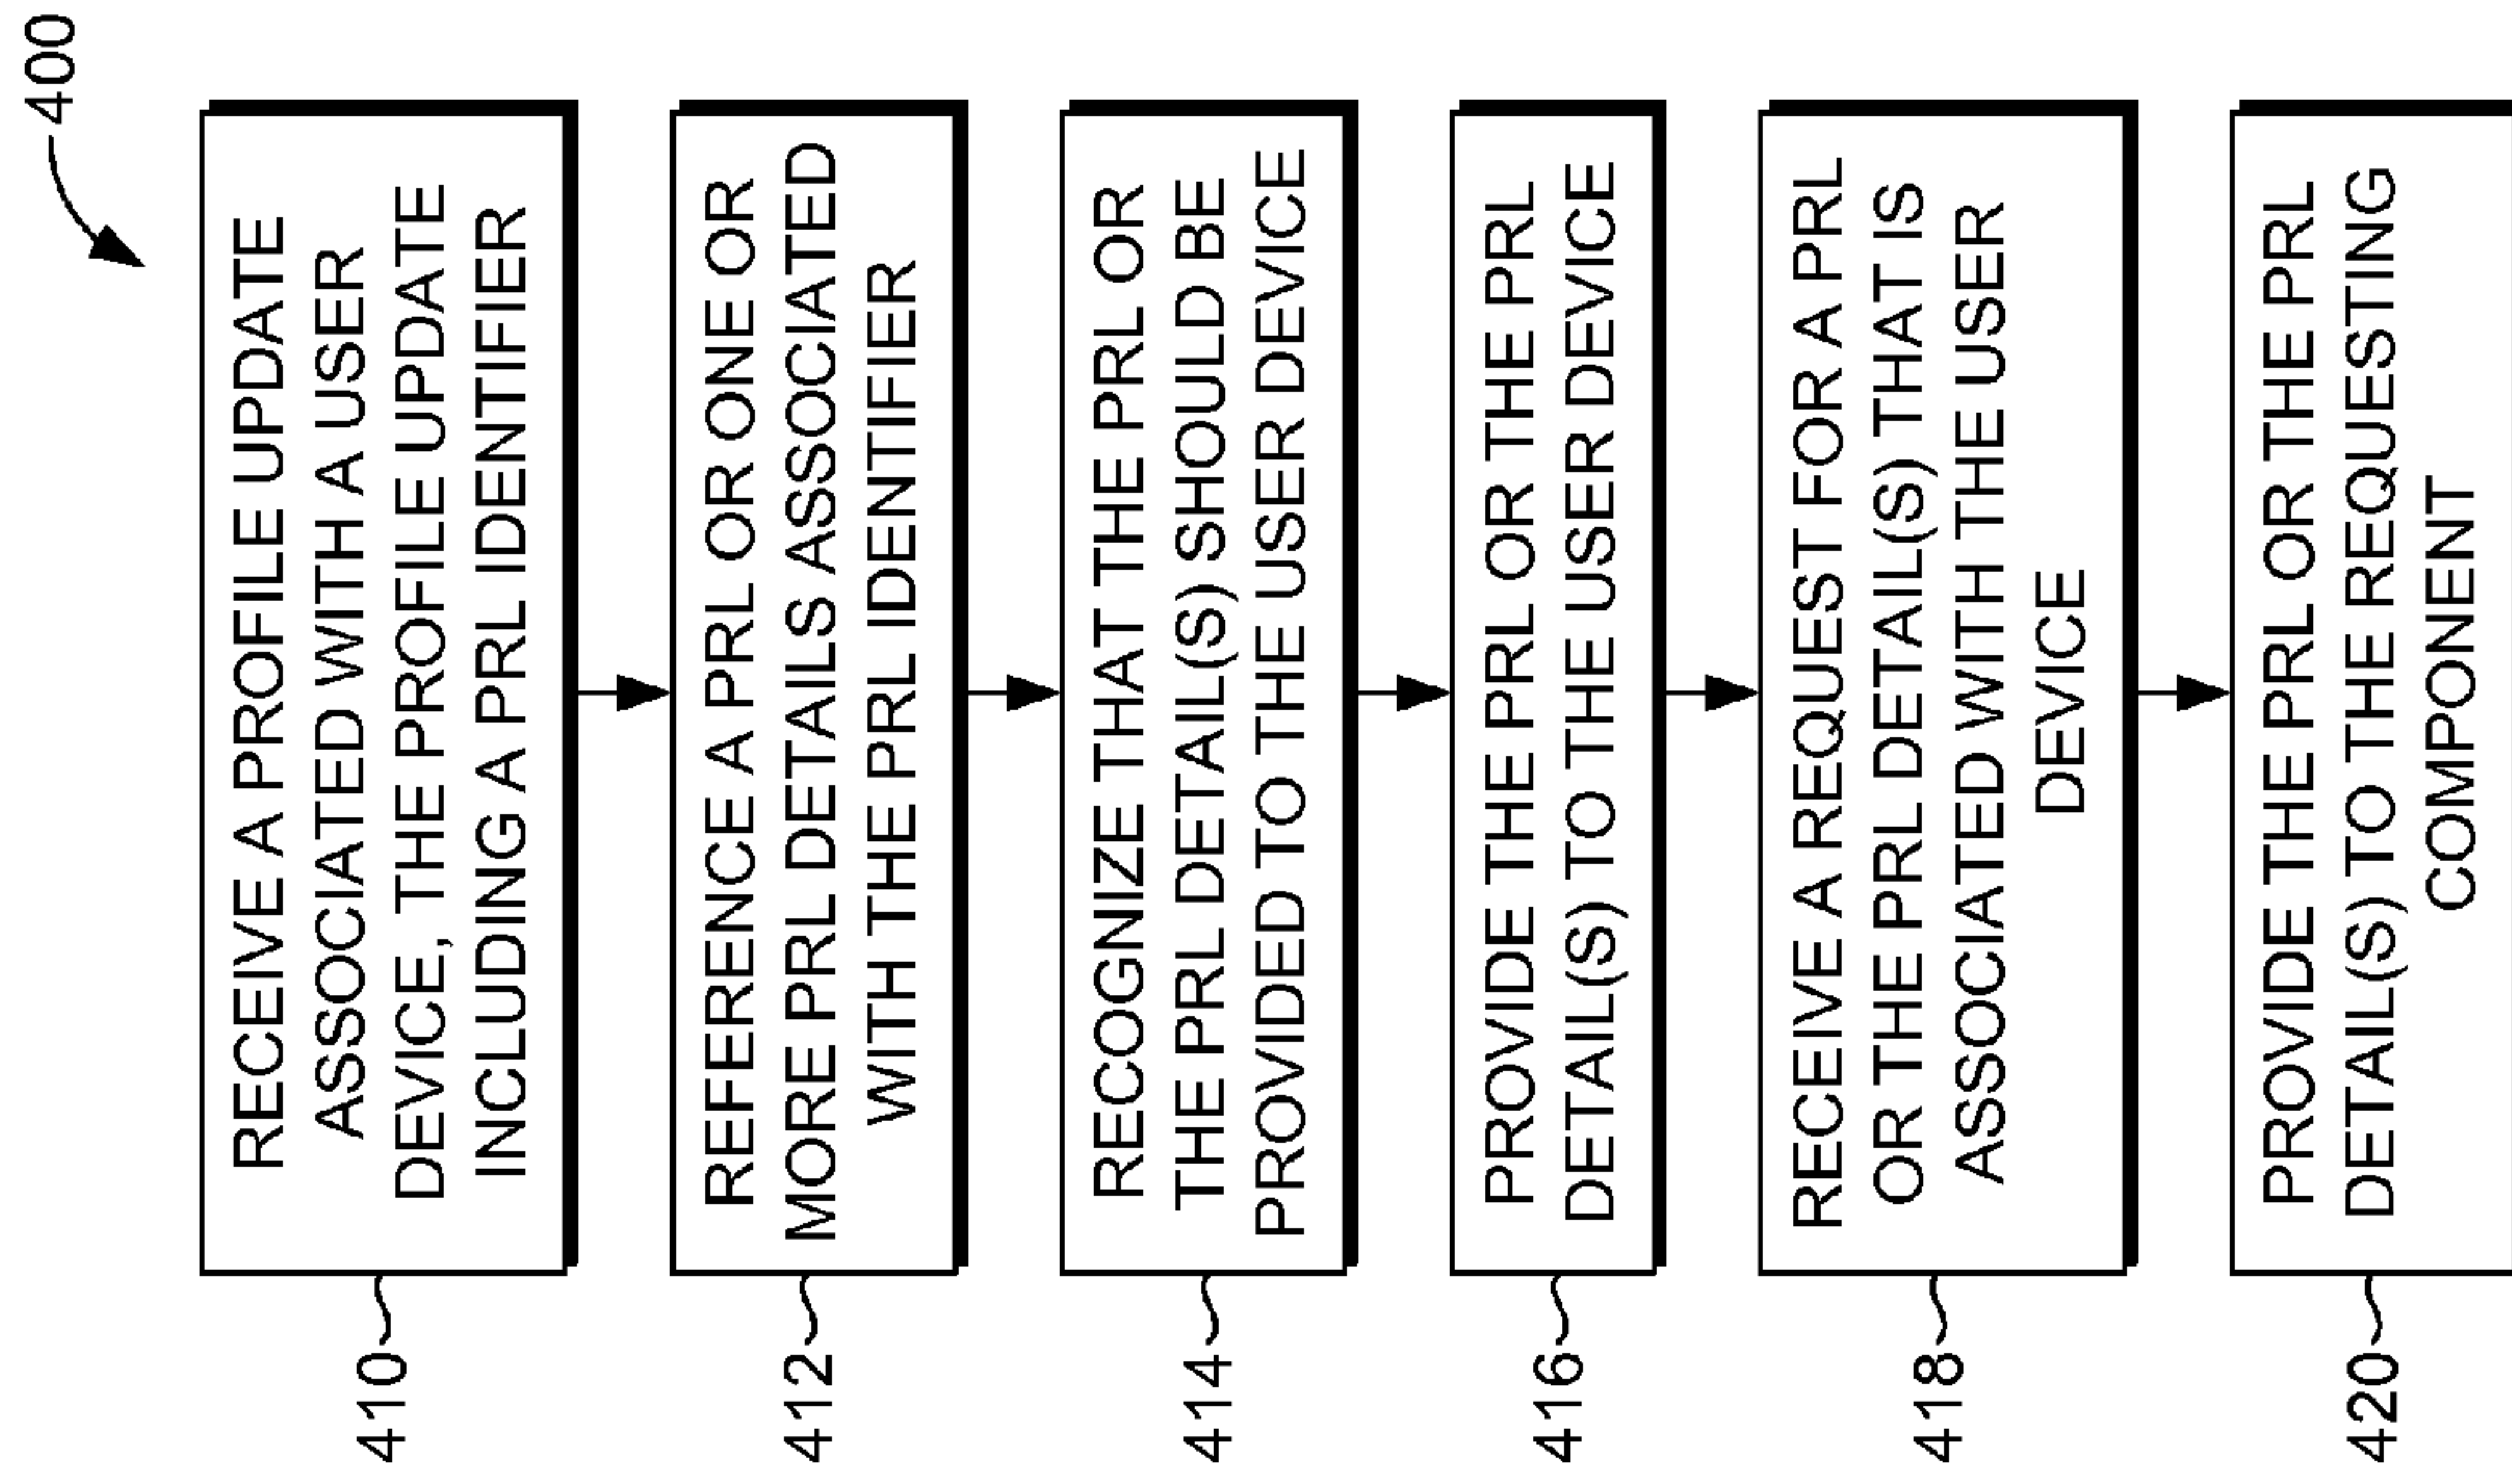 400
410
RECEIVE A PROFILE UPDATE
ASSOCIATED WITH A USER
DEVICE, THE PROFILE UPDATE
INCLUDING A PRL IDENTIFIER
412
REFERENCE A PRL OR ONE OR
MORE PRL DETAILS ASSOCIATED
WITH THE PRL IDENTIFIER
414
RECOGNIZE THAT THE PRL OR
THE PRL DETAIL(S) SHOULD BE
PROVIDED TO THE USER DEVICE
416
PROVIDE THE PRL OR THE PRL
DETAIL(S) TO THE USER DEVICE
418
RECEIVE A REQUEST FOR A PRL
OR THE PRL DETAIL(S) THAT IS
ASSOCIATED WITH THE USER
DEVICE
420
PROVIDE THE PRL OR THE PRL
DETAIL(S) TO THE REQUESTING
COMPONENT